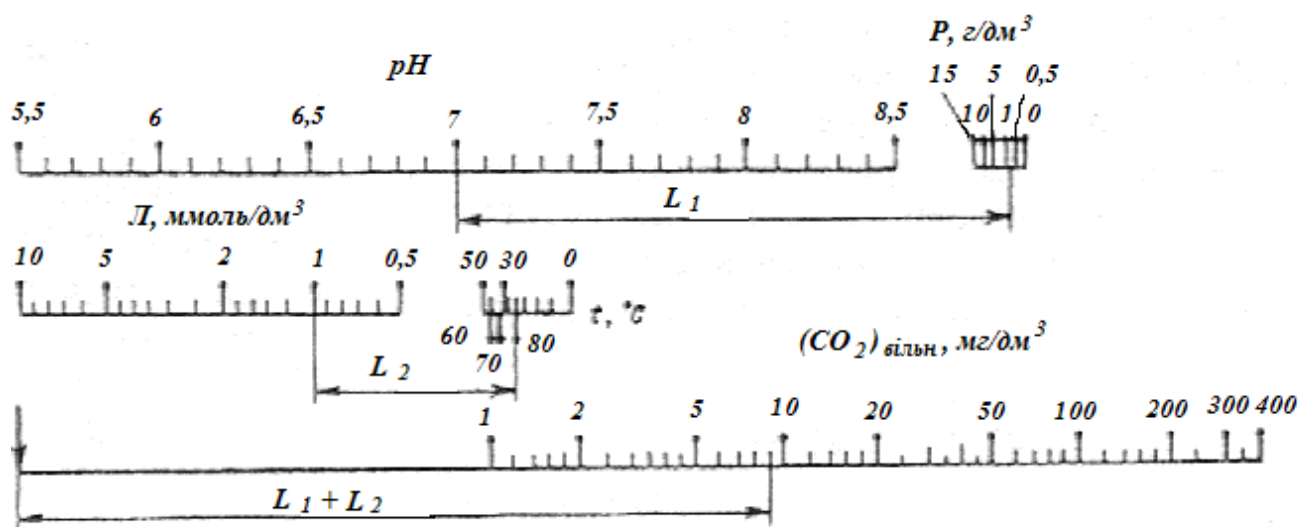 P, г/дм³
pH
15 5 0,5
5,5 6 6,5 7 7,5 8 8,5
10 1 0
L 1
Л, ммоль/дм³
10 5 2 1 0,5 50 30 0
t, °C
60 70 80
(CO 2) вільн, мг/дм³
L 2
1 2 5 10 20 50 100 200 300 400
L 1 + L 2